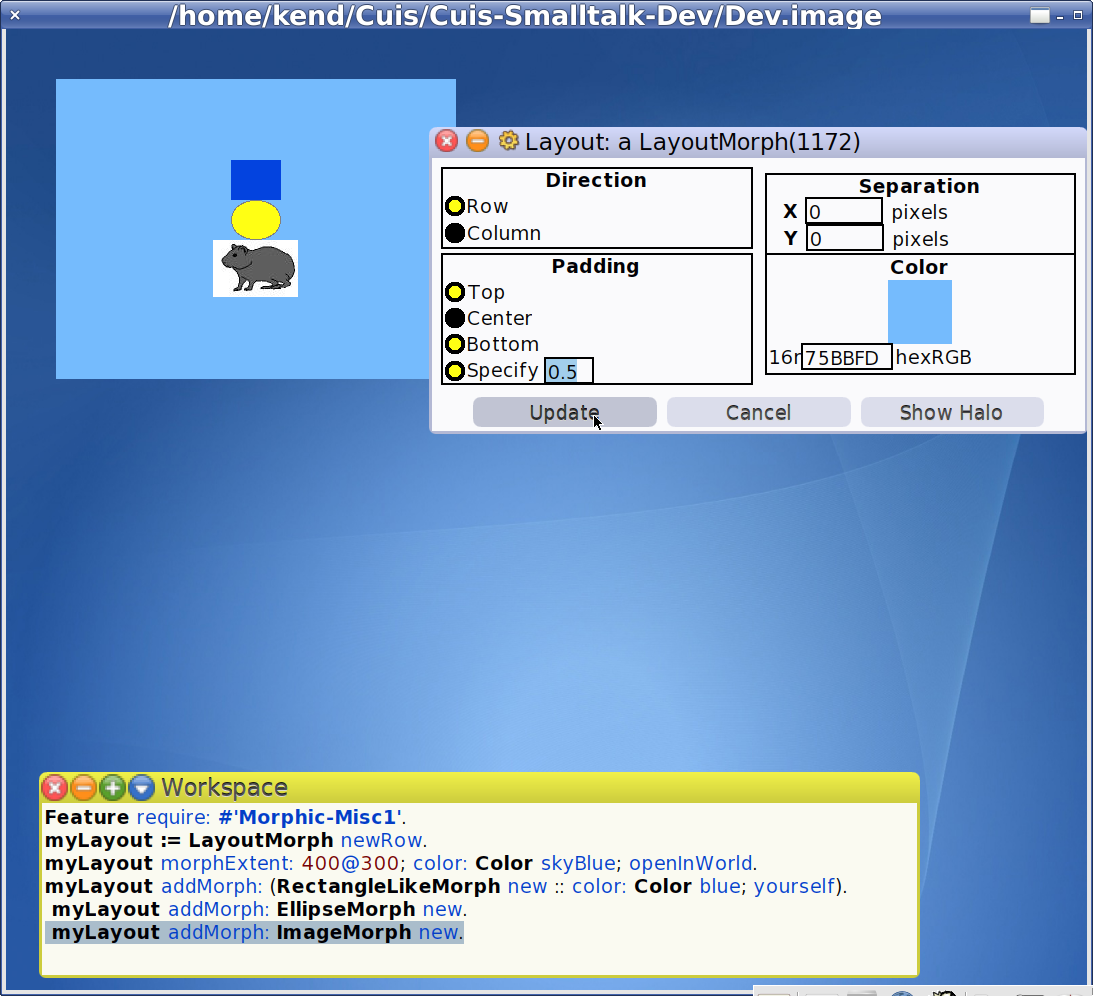 /home/kend/Cuis/Cuis-Smalltalk-Dev/Dev.image
Layout: a LayoutMorph(1172)
Direction
Row
Column
Padding
Top
Center
Bottom
Specify 0.5
Separation
X 0 pixels
Y 0 pixels
Color
16r 75BBFD hexRGB
Update Cancel Show Halo
Workspace
Feature require: #'Morphic-Misc1'.
myLayout := LayoutMorph newRow.
myLayout morphExtent: 400@300; color: Color skyBlue; openInWorld.
myLayout addMorph: (RectangleLikeMorph new :: color: Color blue; yourself).
myLayout addMorph: EllipseMorph new.
myLayout addMorph: ImageMorph new.